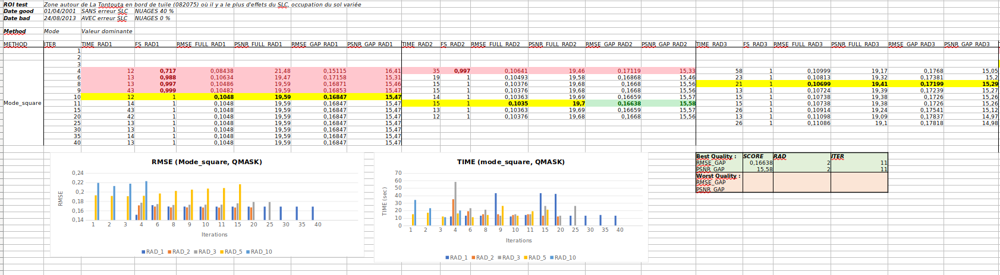 ROI test Zone autour de La Tontouta en bord de tuile (082075) où il y a le plus d'effets du SLC, occupation du sol variée
Date good 01/04/2001 SANS erreur SLC NUAGES 40 %
Date bad 24/08/2013 AVEC erreur SLC NUAGES 0 %
Method Mode Valeur dominante
METHOD ITER TIME_RAD1 FS_RAD1 RMSE_FULL_RAD1 PSNR_FULL_RAD1 RMSE_GAP_RAD1 PSNR_GAP_RAD1 TIME_RAD2 FS_RAD2 RMSE_FULL_RAD2 PSNR_FULL_RAD2 RMSE_GAP_RAD2 PSNR_GAP_RAD2 TIME_RAD3 FS_RAD3 RMSE_FULL_RAD3 PSNR_FULL_RAD3 RMSE_GAP_RAD3 PSNR_GAP_RAD3
1
2
3
4 12 0,717 0,08438 21,48 0,15115 16,41 35 0,997 0,10641 19,46 0,17119 15,33 58 1 0,10999 19,17 0,1768 15,05
6 13 0,988 0,10634 19,47 0,17158 15,31 19 1 0,10493 19,58 0,16868 15,46 23 1 0,10813 19,32 0,17381 15,2
8 13 0,997 0,10486 19,59 0,16871 15,46 15 1 0,10376 19,68 0,1668 15,56 21 1 0,10699 19,41 0,17199 15,29
9 43 0,999 0,10482 19,59 0,16853 15,47 15 1 0,10376 19,68 0,1668 15,56 13 1 0,10724 19,39 0,17239 15,27
10 12 1 0,1048 19,59 0,16847 15,47 14 1 0,10363 19,69 0,16659 15,57 15 1 0,10738 19,38 0,1726 15,26
Mode_square 11 14 1 0,1048 19,59 0,16847 15,47 15 1 0,1035 19,7 0,16638 15,58 15 1 0,10738 19,38 0,1726 15,26
15 43 1 0,1048 19,59 0,16847 15,47 13 1 0,10363 19,69 0,16659 15,57 26 1 0,10914 19,24 0,17541 15,12
20 42 1 0,1048 19,59 0,16847 15,47 12 1 0,10376 19,68 0,1668 15,56 13 1 0,11098 19,09 0,17837 14,97
25 13 1 0,1048 19,59 0,16847 15,47 26 1 0,11086 19,1 0,17818 14,98
30 13 1 0,1048 19,59 0,16847 15,47
35 14 1 0,1048 19,59 0,16847 15,47
40 13 1 0,1048 19,59 0,16847 15,47
RMSE (Mode_square, QMASK)
0,24
0,22
0,2
0,18
0,16
0,14
RMSE
1 2 3 4 6 8 9 10 11 15 20 25 30 35 40
Iterations
RAD_1 RAD_2 RAD_3 RAD_5 RAD_10
TIME (mode_square, QMASK)
70
60
50
40
30
20
10
0
TIME (sec)
1 2 3 4 6 8 9 10 11 15 20 25 30 35 40
Iterations
RAD_1 RAD_2 RAD_3 RAD_5 RAD_10
Best Quality : SCORE RAD ITER
RMSE_GAP 0,16638 2 11
PSNR_GAP 15,58 2 11
Worst Quality :
RMSE_GAP
PSNR_GAP